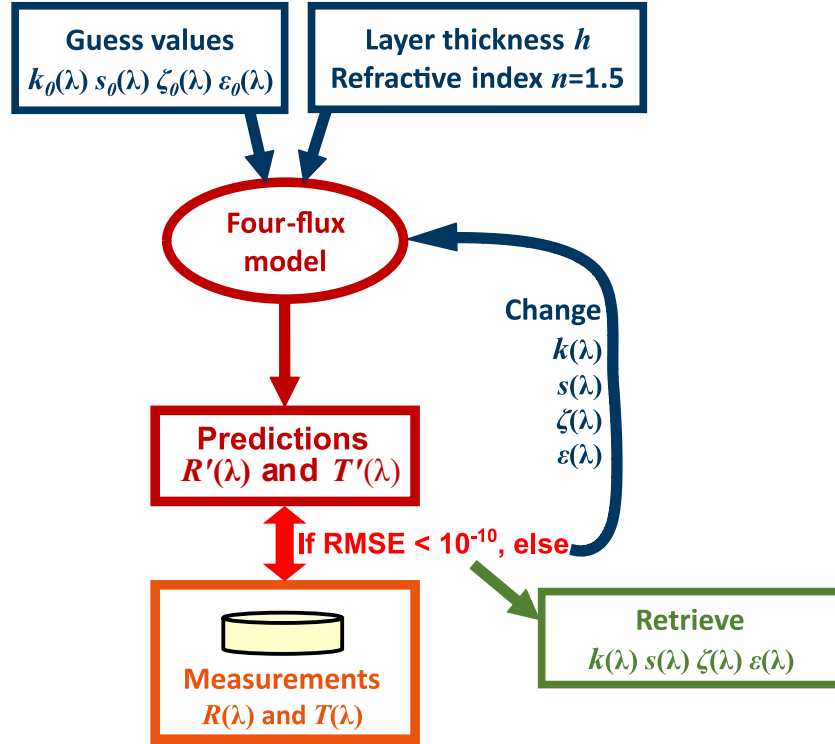 Guess values
k₀(λ) s₀(λ) ζ₀(λ) ε₀(λ)
Layer thickness h
Refractive index n=1.5
Four-flux
model
Change
k(λ)
s(λ)
ζ(λ)
ε(λ)
Predictions
R'(λ) and T'(λ)
If RMSE < 10⁻¹⁰, else
Measurements
R(λ) and T(λ)
Retrieve
k(λ) s(λ) ζ(λ) ε(λ)